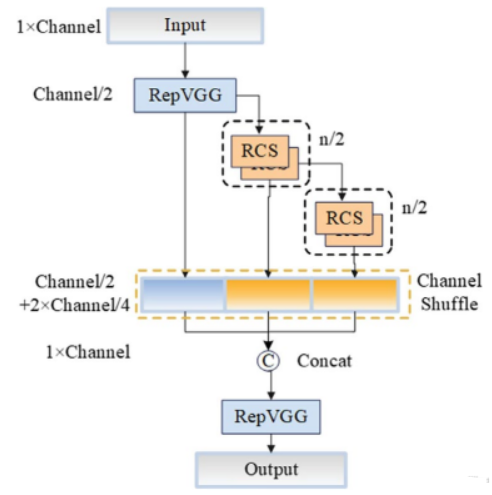 1×Channel
Input
Channel/2
RepVGG
RCS
n/2
RCS
n/2
Channel/2
+2×Channel/4
Channel
Shuffle
1×Channel
C
Concat
RepVGG
Output